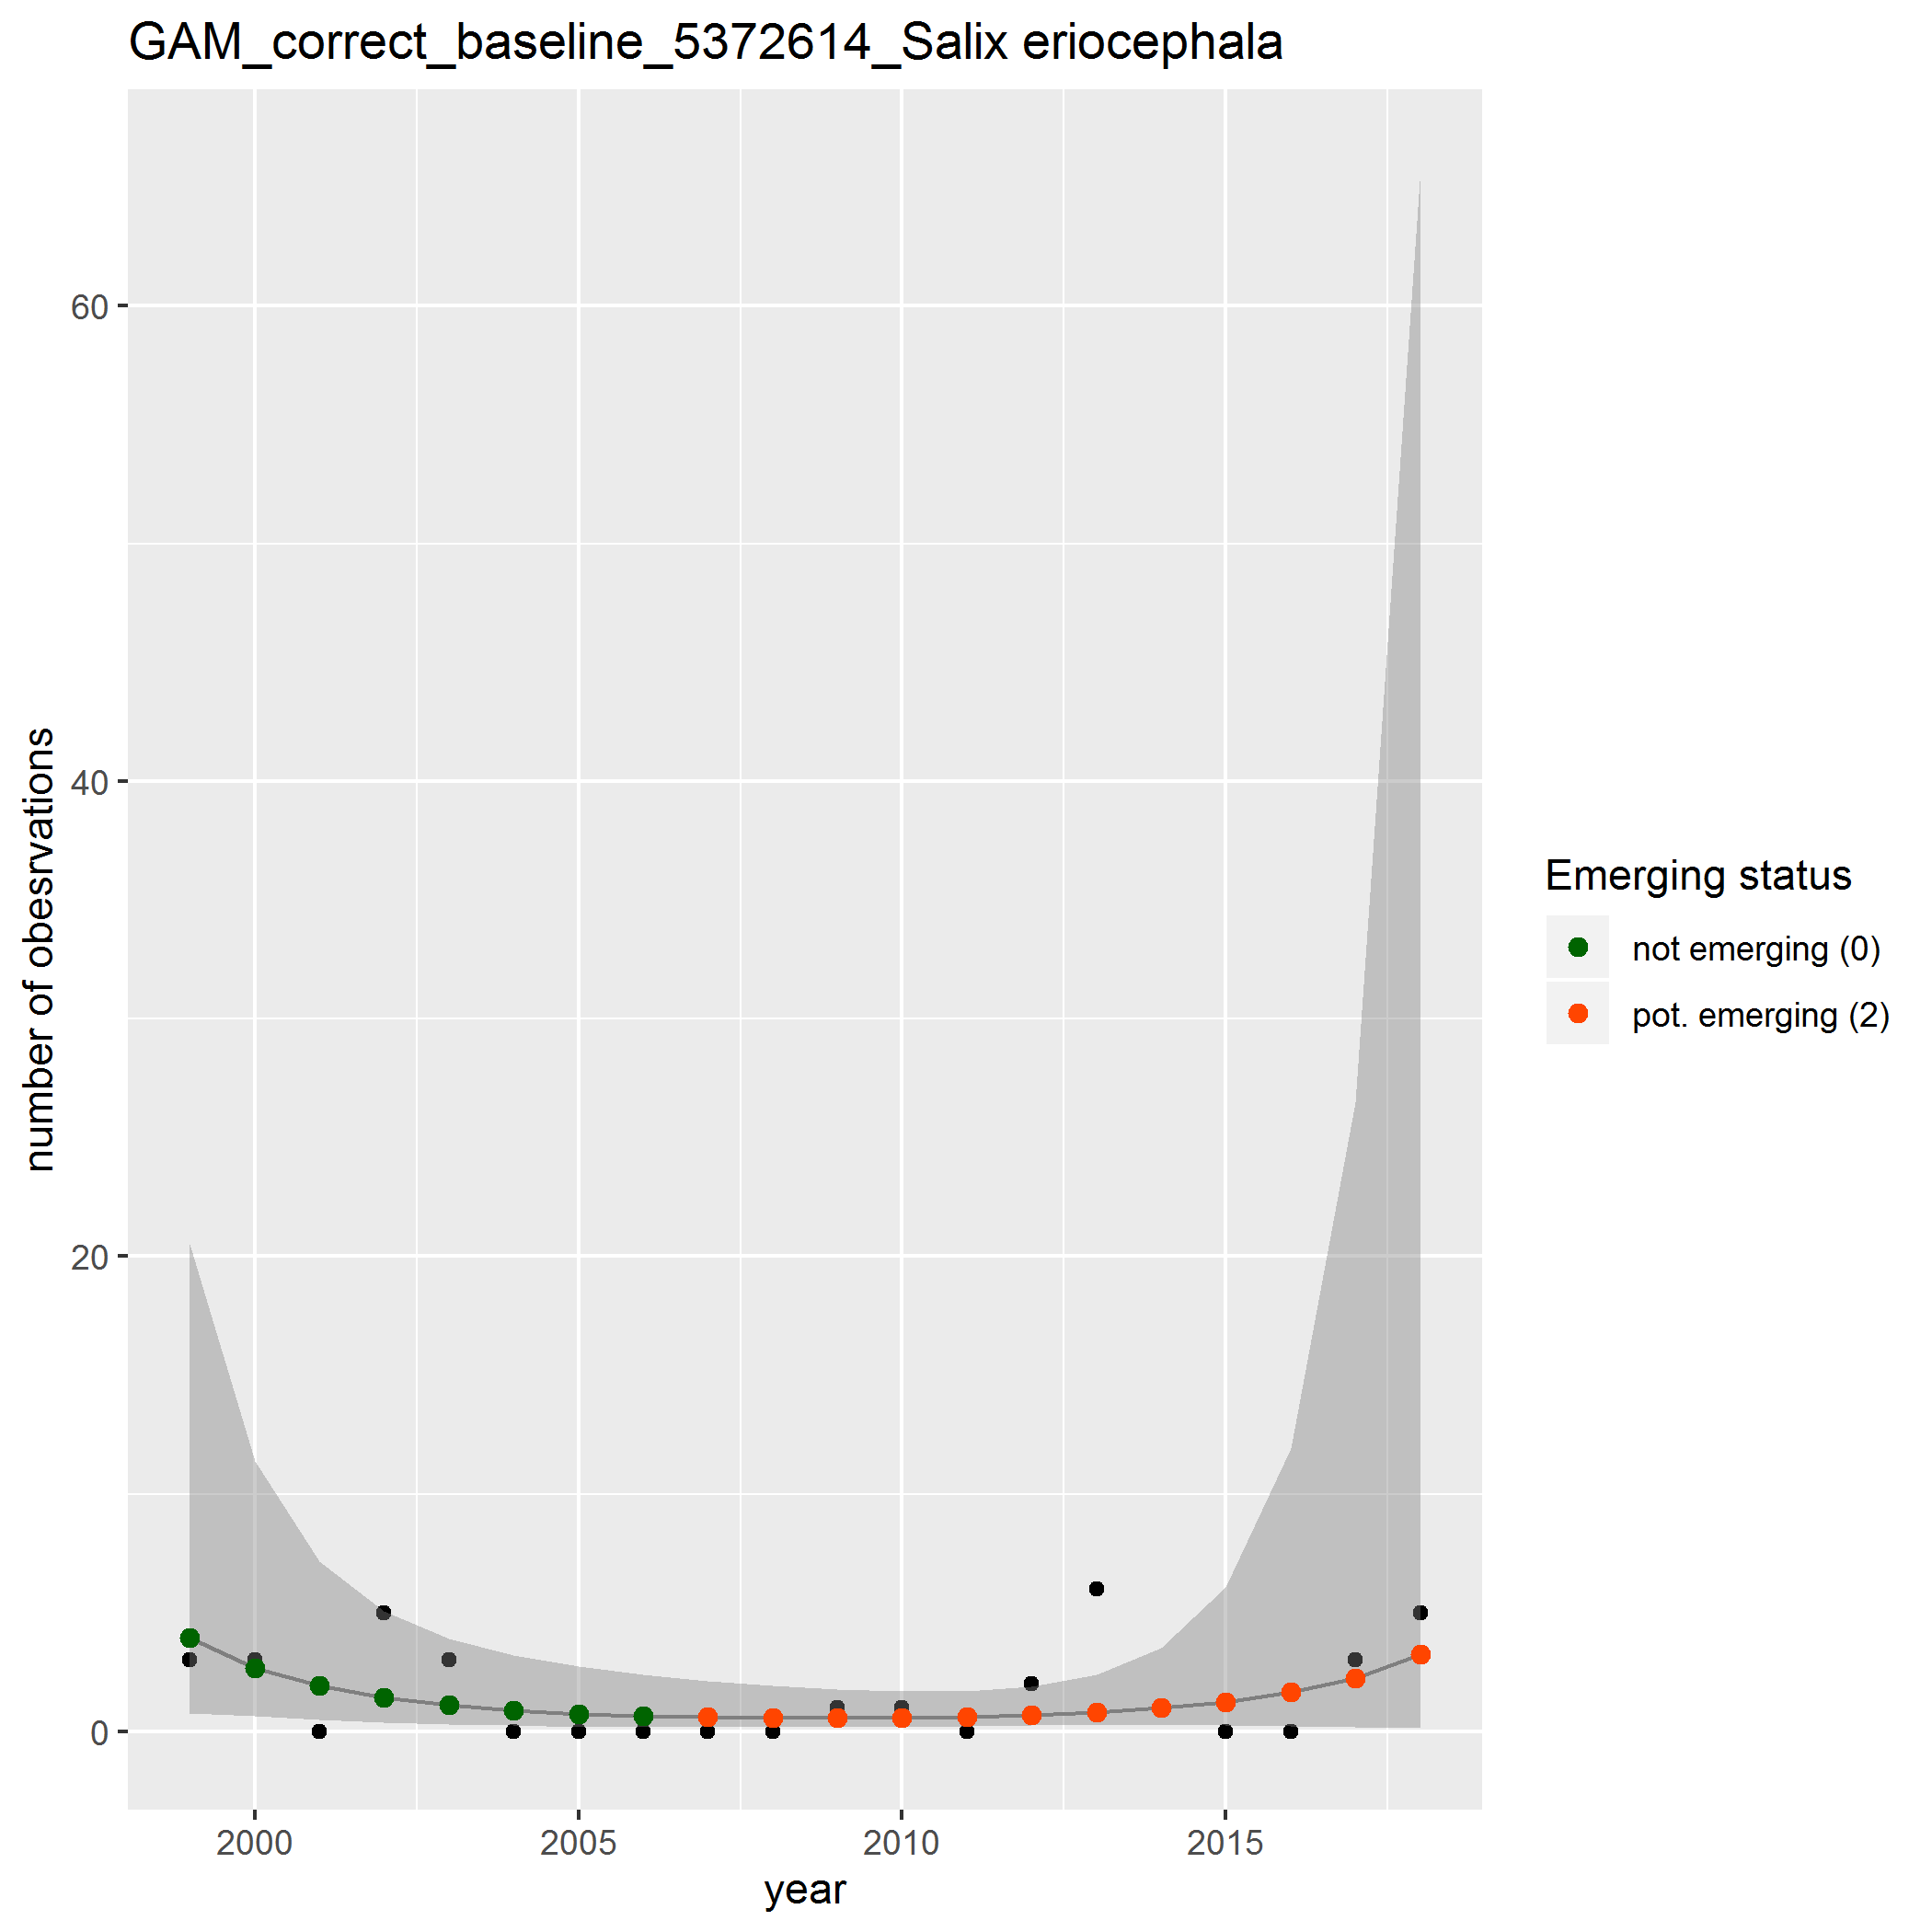 GAM_correct_baseline_5372614_Salix eriocephala
number of obesrvations
60
40
20
0
2000
2005
2010
2015
year
Emerging status
not emerging (0)
pot. emerging (2)